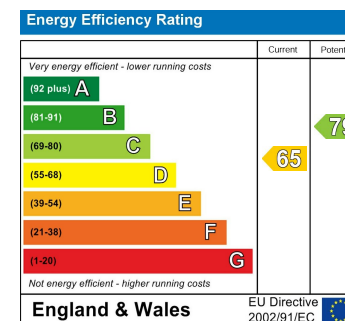 Energy Efficiency Rating
Current
Very energy efficient - lower running costs
(92 plus) A
(81-91) B
(69-80) C
(55-68) D
(39-54) E
(21-38) F
(1-20) G
65
Not energy efficient - higher running costs
England & Wales
EU Directive
2002/91/EC